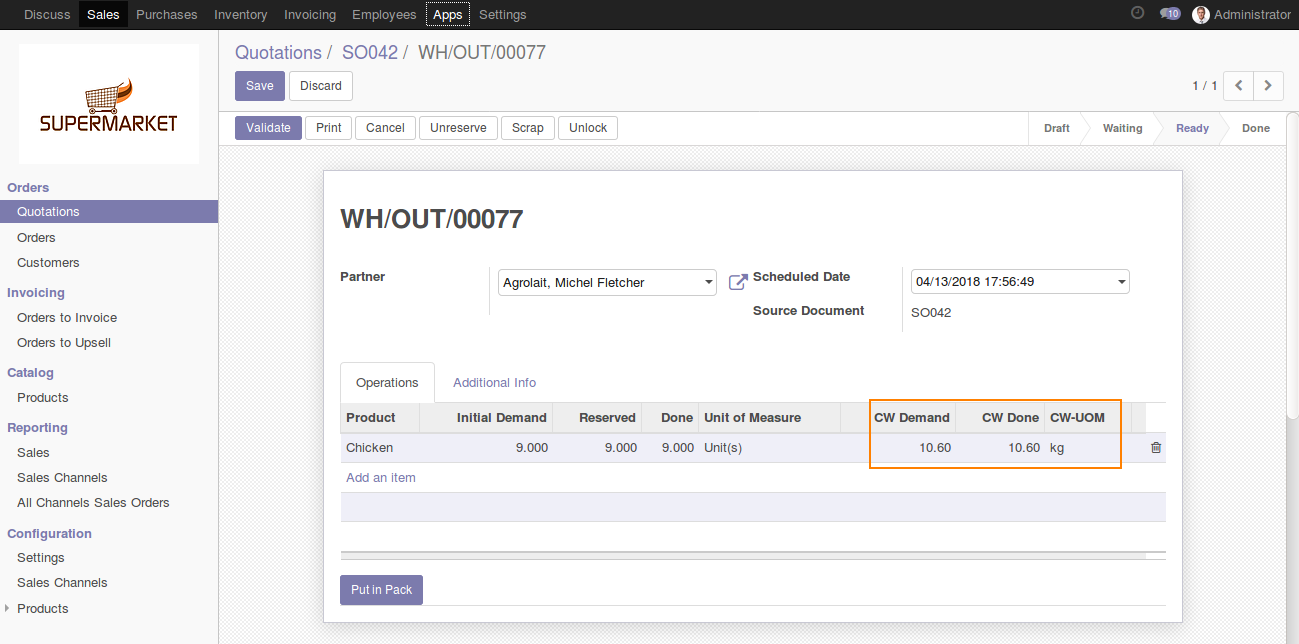 Discuss Sales Purchases Inventory Invoicing Employees Apps Settings 10 Administrator
SUPERMARKET
Orders
Quotations
Orders
Customers
Invoicing
Orders to Invoice
Orders to Upsell
Catalog
Products
Reporting
Sales
Sales Channels
All Channels Sales Orders
Configuration
Settings
Sales Channels
Products
Quotations / SO042 / WH/OUT/00077
Save Discard 1 / 1
Validate Print Cancel Unreserve Scrap Unlock Draft Waiting Ready Done
WH/OUT/00077
Partner Agrolait, Michel Fletcher Scheduled Date 04/13/2018 17:56:49
Source Document SO042
Operations Additional Info
Product Initial Demand Reserved Done Unit of Measure CW Demand CW Done CW-UOM
Chicken 9.000 9.000 9.000 Unit(s) 10.60 10.60 kg
Add an item
Put in Pack